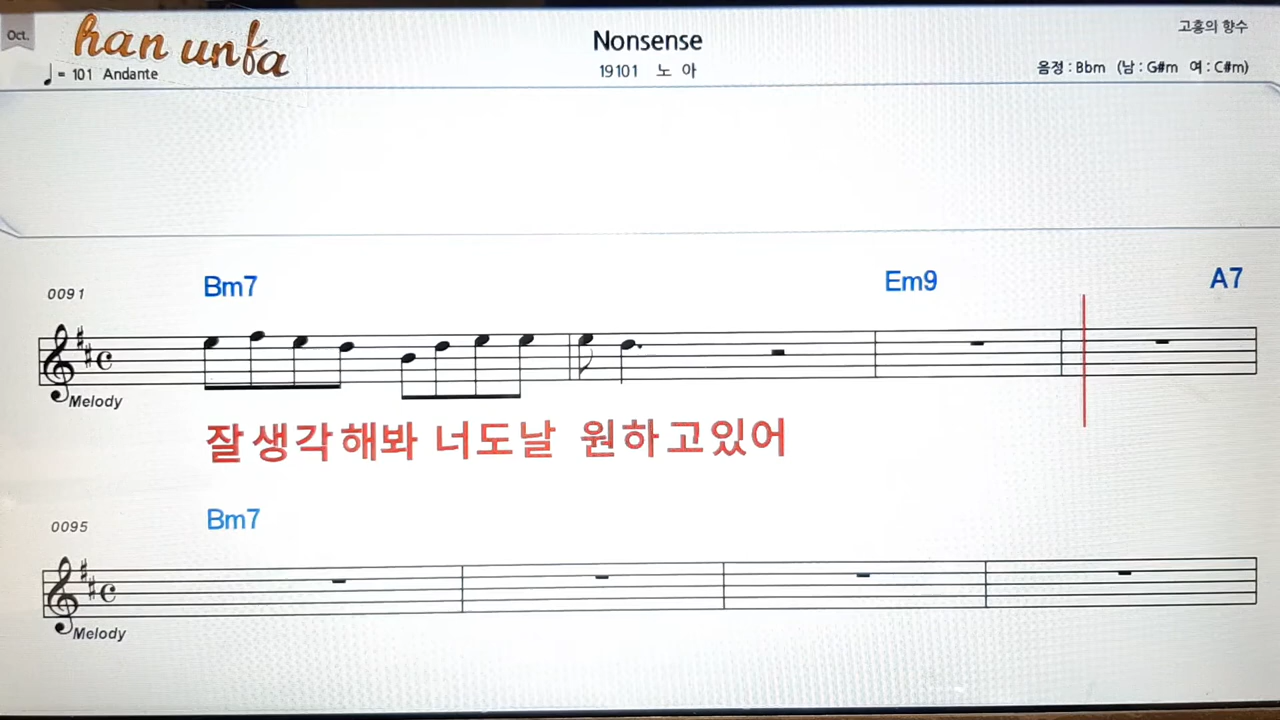 Oct.
han unfa
Nonsense
고흥의 향수
♩= 101 Andante
19101 노 아
음정 : Bbm (남 : G#m 여 : C#m)
0091
Bm7
Em9
A7
Melody
잘생각해봐 너도날 원하고있어
0095
Bm7
Melody